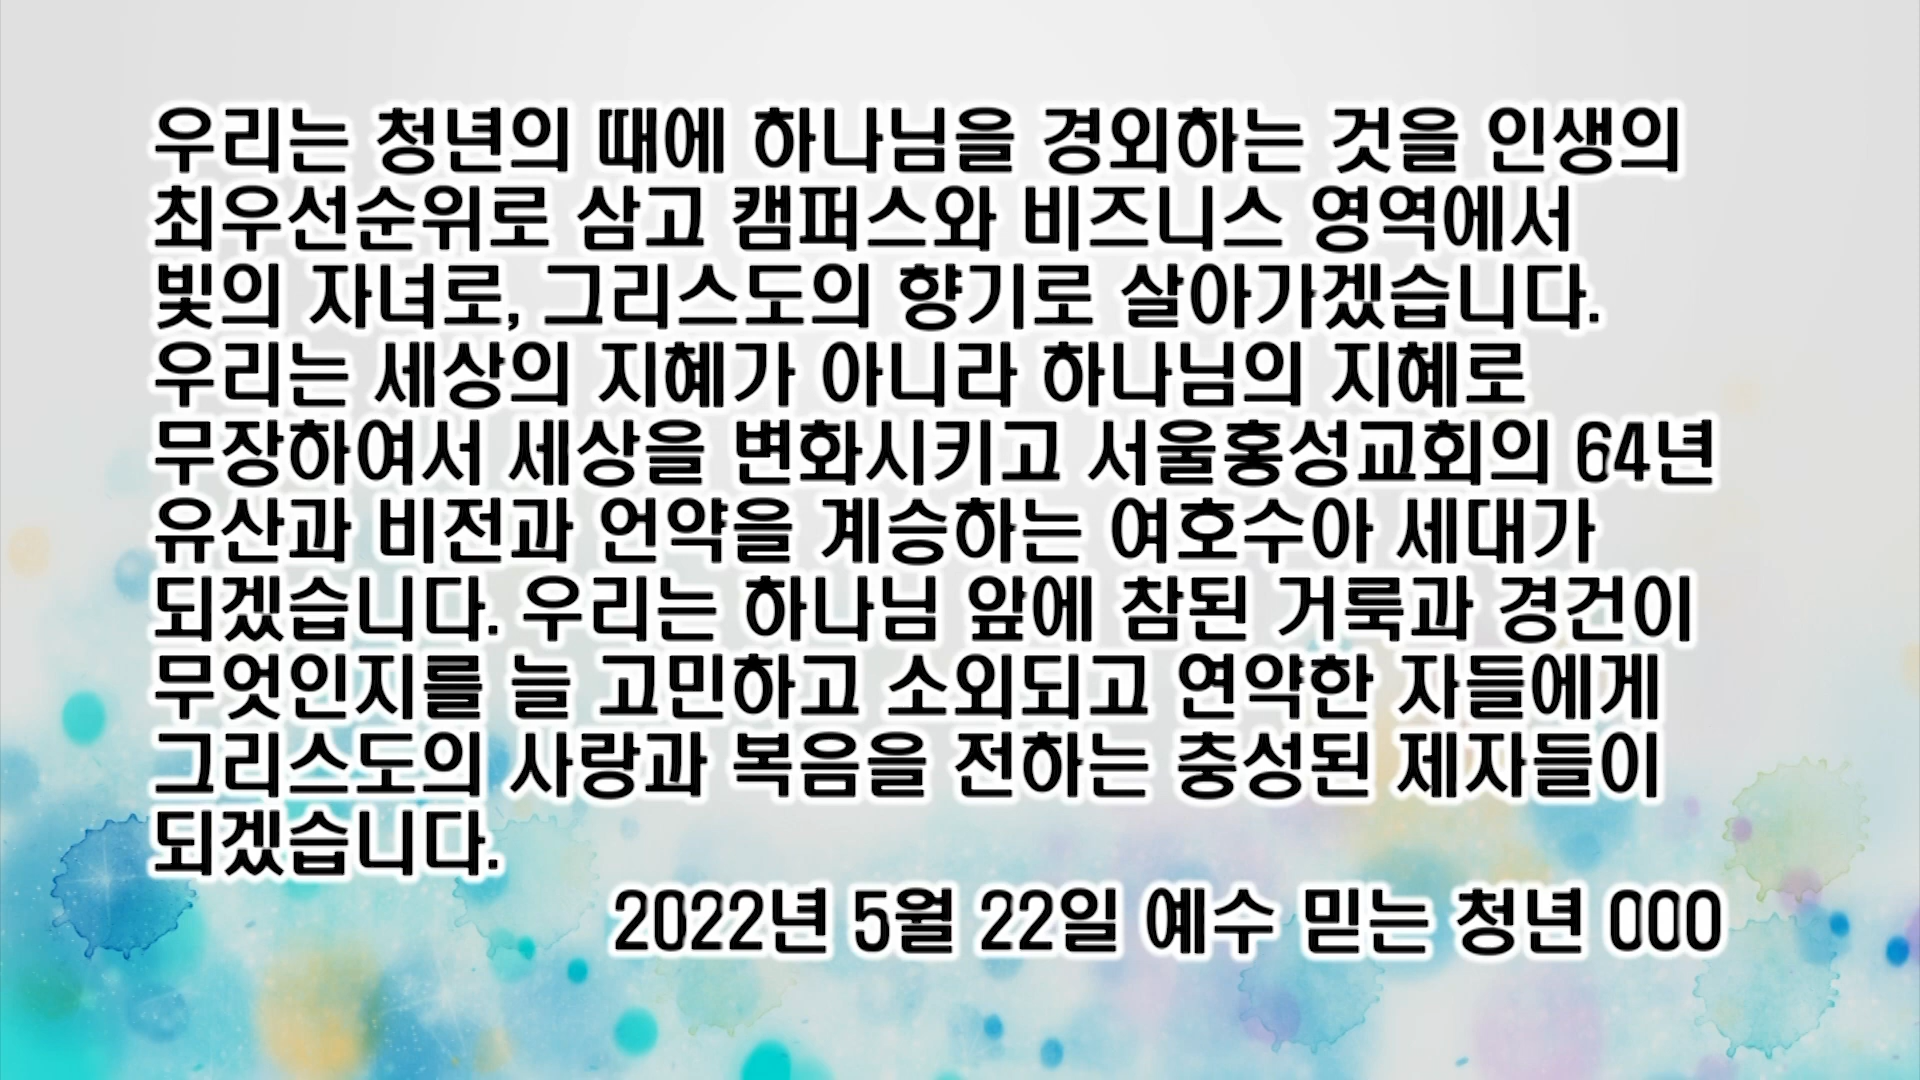 우리는 청년의 때에 하나님을 경외하는 것을 인생의
최우선순위로 삼고 캠퍼스와 비즈니스 영역에서
빛의 자녀로, 그리스도의 향기로 살아가겠습니다.
우리는 세상의 지혜가 아니라 하나님의 지혜로
무장하여서 세상을 변화시키고 서울홍성교회의 64년
유산과 비전과 언약을 계승하는 여호수아 세대가
되겠습니다. 우리는 하나님 앞에 참된 거룩과 경건이
무엇인지를 늘 고민하고 소외되고 연약한 자들에게
그리스도의 사랑과 복음을 전하는 충성된 제자들이
되겠습니다.
2022년 5월 22일 예수 믿는 청년 000